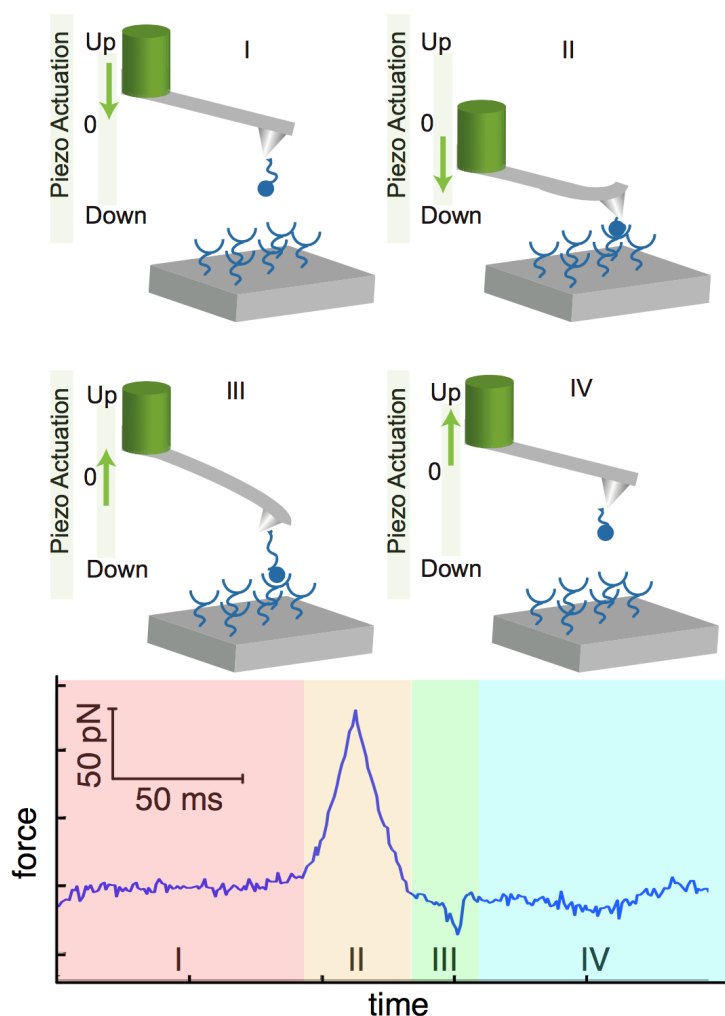 I
Piezo Actuation
Up
0
Down
II
Piezo Actuation
Up
0
Down
III
Piezo Actuation
Up
0
Down
IV
Piezo Actuation
Up
0
Down
50 pN
50 ms
force
I II III IV
time